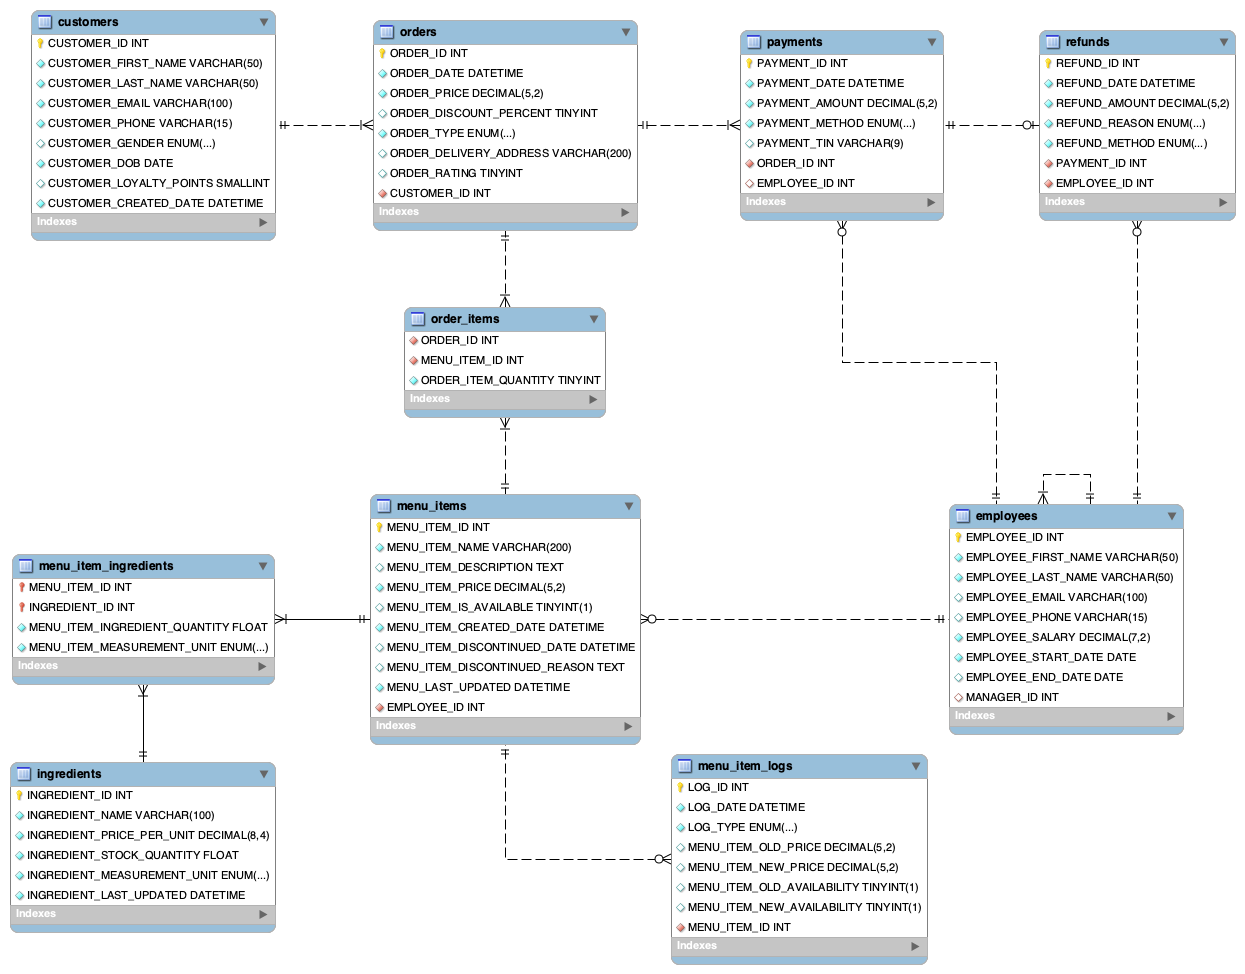 customers
CUSTOMER_ID INT
CUSTOMER_FIRST_NAME VARCHAR(50)
CUSTOMER_LAST_NAME VARCHAR(50)
CUSTOMER_EMAIL VARCHAR(100)
CUSTOMER_PHONE VARCHAR(15)
CUSTOMER_GENDER ENUM(...)
CUSTOMER_DOB DATE
CUSTOMER_LOYALTY_POINTS SMALLINT
CUSTOMER_CREATED_DATE DATETIME
Indexes
orders
ORDER_ID INT
ORDER_DATE DATETIME
ORDER_PRICE DECIMAL(5,2)
ORDER_DISCOUNT_PERCENT TINYINT
ORDER_TYPE ENUM(...)
ORDER_DELIVERY_ADDRESS VARCHAR(200)
ORDER_RATING TINYINT
CUSTOMER_ID INT
Indexes
payments
PAYMENT_ID INT
PAYMENT_DATE DATETIME
PAYMENT_AMOUNT DECIMAL(5,2)
PAYMENT_METHOD ENUM(...)
PAYMENT_TIN VARCHAR(9)
ORDER_ID INT
EMPLOYEE_ID INT
Indexes
refunds
REFUND_ID INT
REFUND_DATE DATETIME
REFUND_AMOUNT DECIMAL(5,2)
REFUND_REASON ENUM(...)
REFUND_METHOD ENUM(...)
PAYMENT_ID INT
EMPLOYEE_ID INT
Indexes
order_items
ORDER_ID INT
MENU_ITEM_ID INT
ORDER_ITEM_QUANTITY TINYINT
Indexes
menu_items
MENU_ITEM_ID INT
MENU_ITEM_NAME VARCHAR(200)
MENU_ITEM_DESCRIPTION TEXT
MENU_ITEM_PRICE DECIMAL(5,2)
MENU_ITEM_IS_AVAILABLE TINYINT(1)
MENU_ITEM_CREATED_DATE DATETIME
MENU_ITEM_DISCONTINUED_DATE DATETIME
MENU_ITEM_DISCONTINUED_REASON TEXT
MENU_LAST_UPDATED DATETIME
EMPLOYEE_ID INT
Indexes
employees
EMPLOYEE_ID INT
EMPLOYEE_FIRST_NAME VARCHAR(50)
EMPLOYEE_LAST_NAME VARCHAR(50)
EMPLOYEE_EMAIL VARCHAR(100)
EMPLOYEE_PHONE VARCHAR(15)
EMPLOYEE_SALARY DECIMAL(7,2)
EMPLOYEE_START_DATE DATE
EMPLOYEE_END_DATE DATE
MANAGER_ID INT
Indexes
menu_item_ingredients
MENU_ITEM_ID INT
INGREDIENT_ID INT
MENU_ITEM_INGREDIENT_QUANTITY FLOAT
MENU_ITEM_MEASUREMENT_UNIT ENUM(...)
Indexes
ingredients
INGREDIENT_ID INT
INGREDIENT_NAME VARCHAR(100)
INGREDIENT_PRICE_PER_UNIT DECIMAL(8,4)
INGREDIENT_STOCK_QUANTITY FLOAT
INGREDIENT_MEASUREMENT_UNIT ENUM(...)
INGREDIENT_LAST_UPDATED DATETIME
Indexes
menu_item_logs
LOG_ID INT
LOG_DATE DATETIME
LOG_TYPE ENUM(...)
MENU_ITEM_OLD_PRICE DECIMAL(5,2)
MENU_ITEM_NEW_PRICE DECIMAL(5,2)
MENU_ITEM_OLD_AVAILABILITY TINYINT(1)
MENU_ITEM_NEW_AVAILABILITY TINYINT(1)
MENU_ITEM_ID INT
Indexes